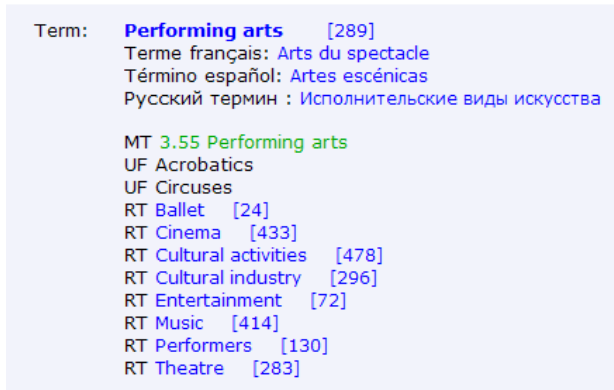 Term: Performing arts [289]
Terme français: Arts du spectacle
Término español: Artes escénicas
Русский термин : Исполнительские виды искусства
MT 3.55 Performing arts
UF Acrobatics
UF Circuses
RT Ballet [24]
RT Cinema [433]
RT Cultural activities [478]
RT Cultural industry [296]
RT Entertainment [72]
RT Music [414]
RT Performers [130]
RT Theatre [283]